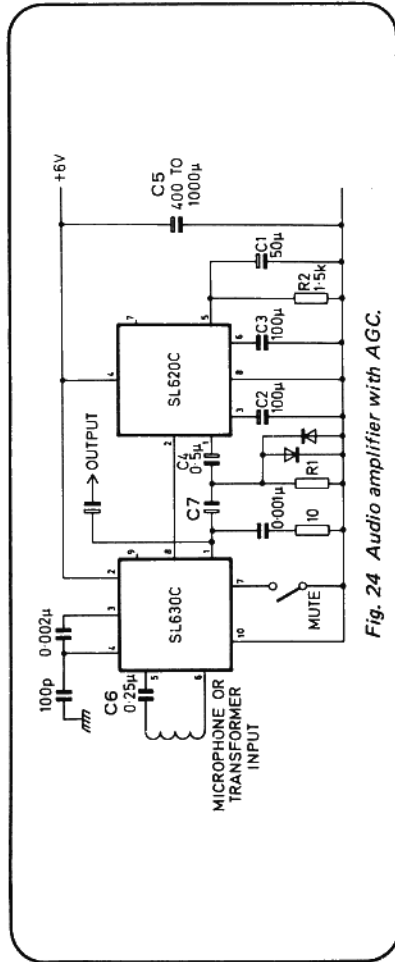 +6V
C5
400 TO
1000μ
OUTPUT
100p
0·002μ
C6
0·25μ
MICROPHONE OR
TRANSFORMER
INPUT
SL630C
2
3
4
5
6
7
8
9
10
1
MUTE
C7
0·001μ
10
R1
C4
0·5μ
SL620C
4
7
2
1
3
8
6
5
C2
100μ
C3
100μ
C1
50μ
R2
1·5k
Fig. 24 Audio amplifier with AGC.